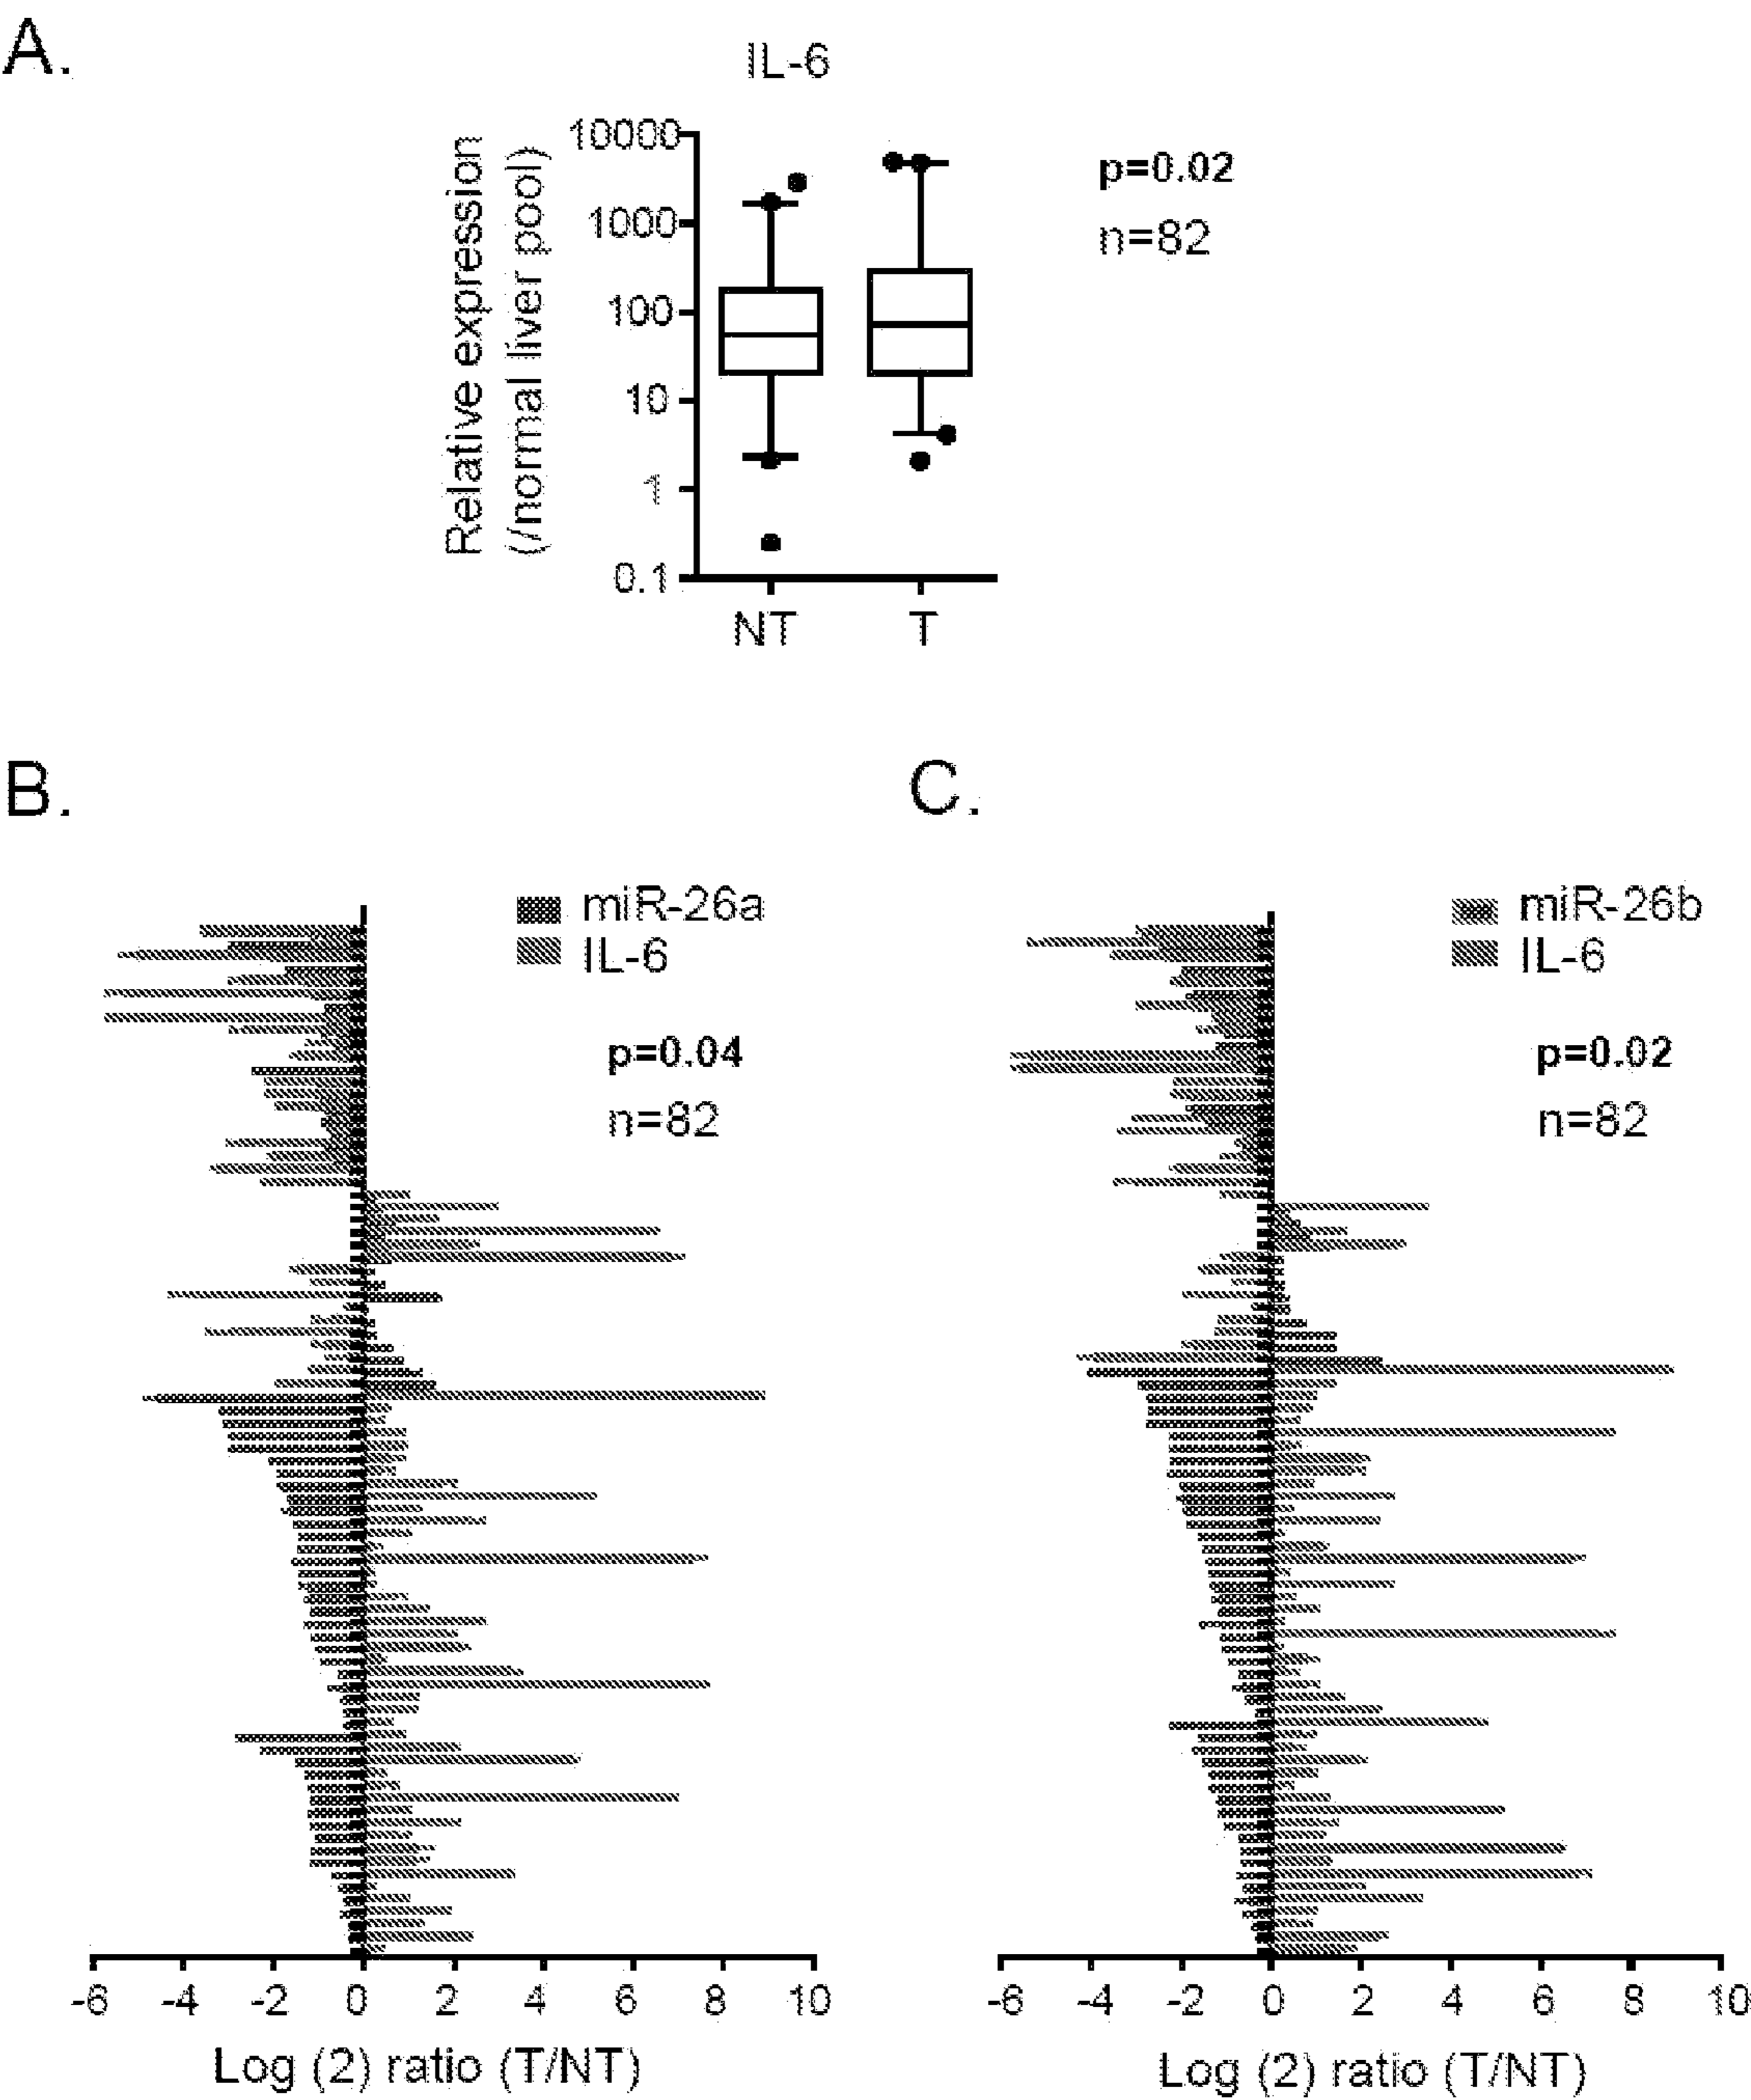 A.
IL-6
Relative expression
(/normal liver pool)
10000
1000
100
10
1
0.1
NT T
p=0.02
n=82
B.
miR-26a
IL-6
p=0.04
n=82
-6 -4 -2 0 2 4 6 8 10
Log (2) ratio (T/NT)
C.
miR-26b
IL-6
p=0.02
n=82
-6 -4 -2 0 2 4 6 8 10
Log (2) ratio (T/NT)